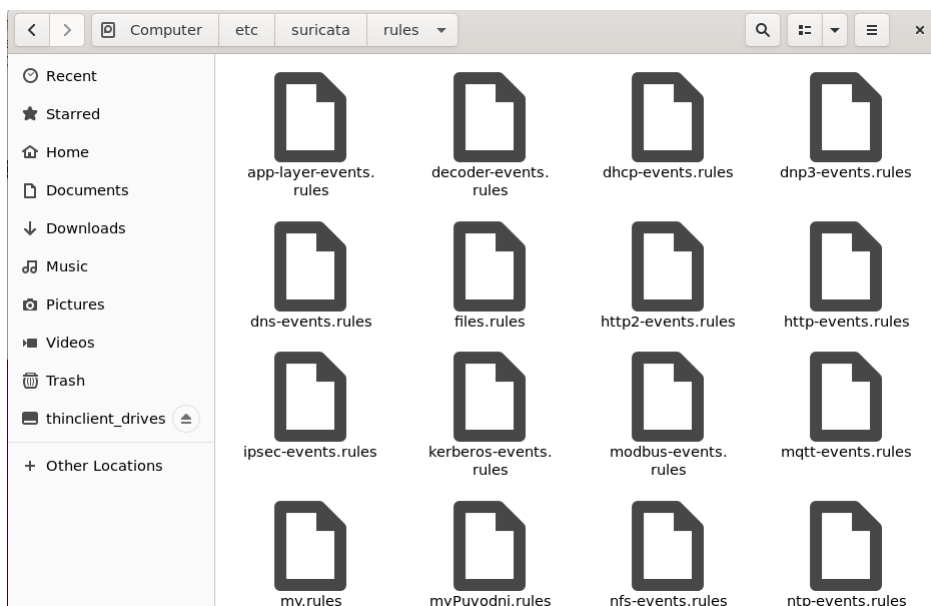 Computer etc suricata rules
Recent
Starred
Home
Documents
Downloads
Music
Pictures
Videos
Trash
thinclient_drives
Other Locations
app-layer-events.
rules
decoder-events.
rules
dhcp-events.rules
dnp3-events.rules
dns-events.rules
files.rules
http2-events.rules
http-events.rules
ipsec-events.rules
kerberos-events.
rules
modbus-events.
rules
mqtt-events.rules
my.rules
myPuvodni.rules
nfs-events.rules
ntp-events.rules